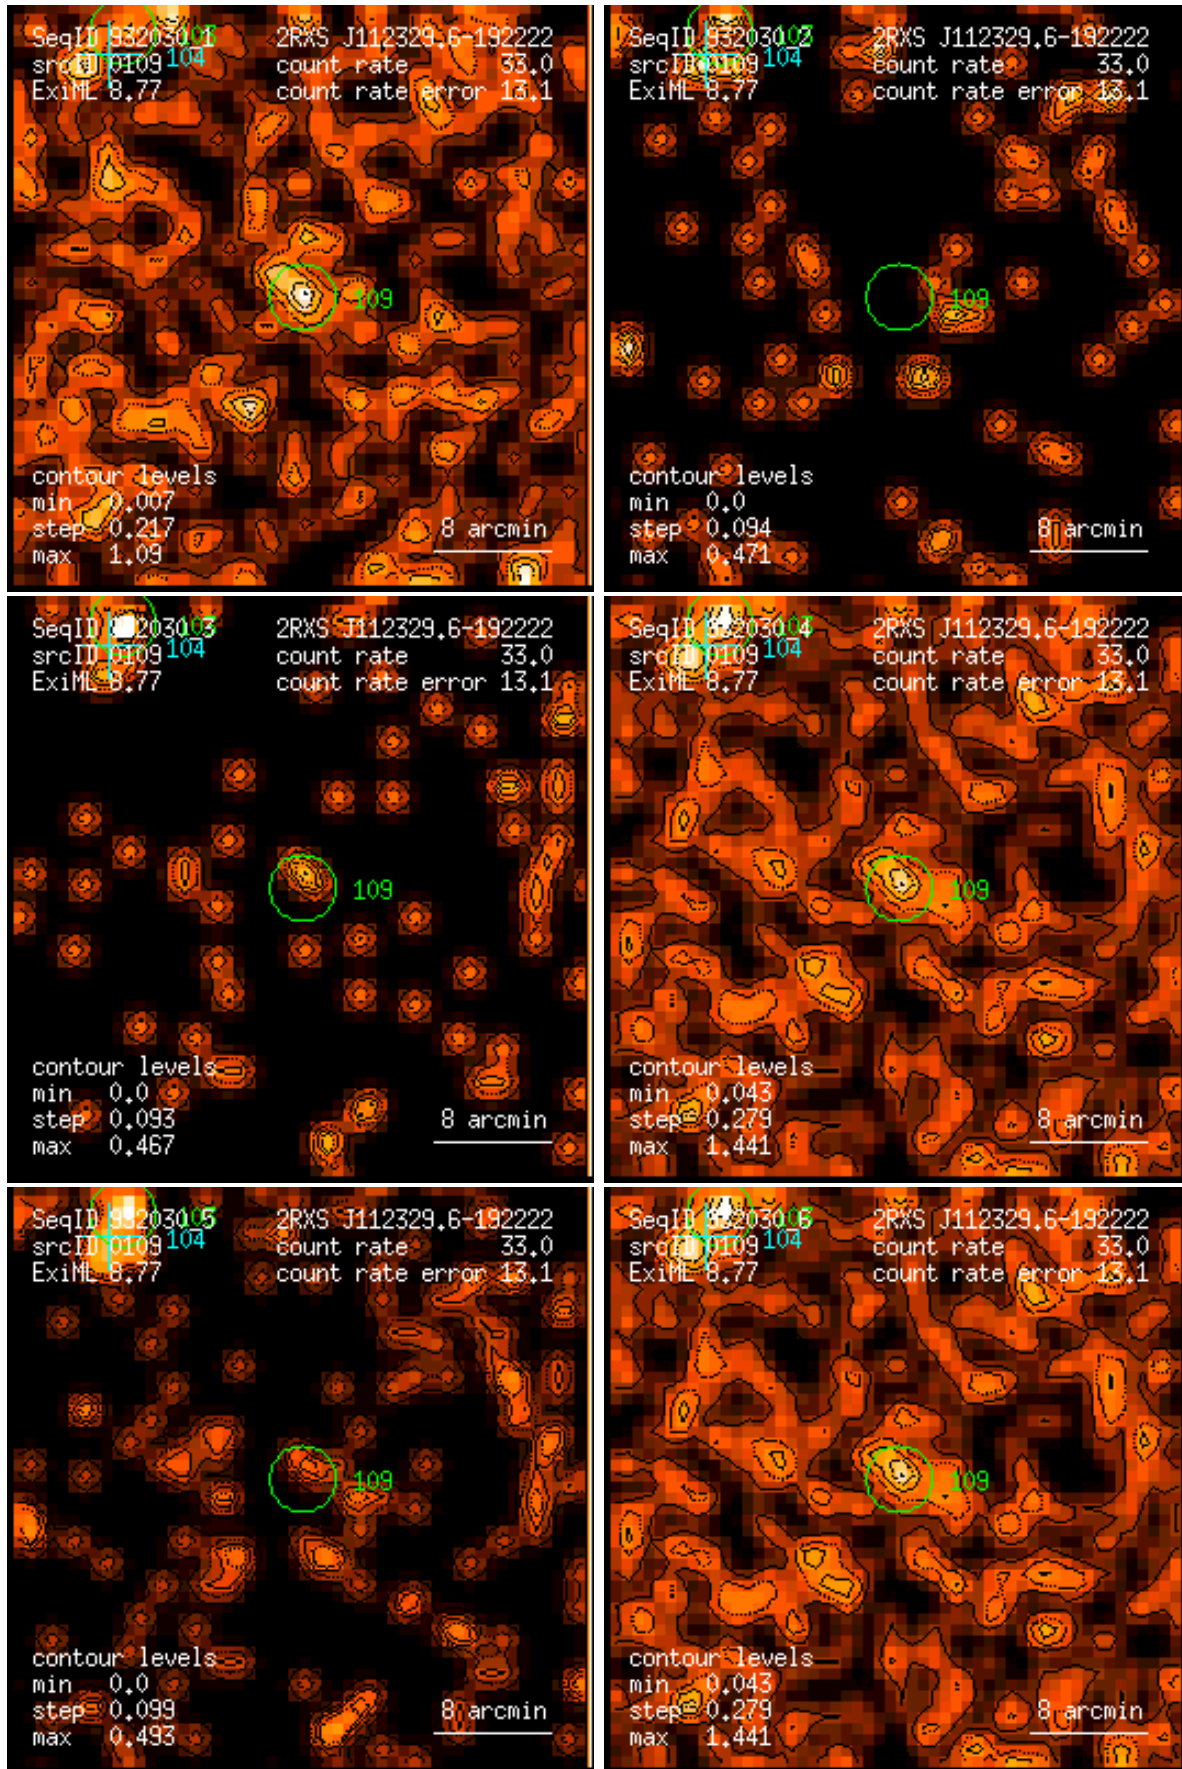 SeqID 932030_1 2RXS J112329.6-192222
srcID 0109 104 count rate 33.0
ExiML 8.77 count rate error 13.1
109
contour levels
min 0.007
step 0.217 8 arcmin
max 1.09
SeqID 932030_2 2RXS J112329.6-192222
srcID 0109 104 count rate 33.0
ExiML 8.77 count rate error 13.1
109
contour levels
min 0.0
step 0.094 8 arcmin
max 0.471
SeqID 932030_3 2RXS J112329.6-192222
srcID 0109 104 count rate 33.0
ExiML 8.77 count rate error 13.1
109
contour levels
min 0.0
step 0.093 8 arcmin
max 0.467
SeqID 932030_4 2RXS J112329.6-192222
srcID 0109 104 count rate 33.0
ExiML 8.77 count rate error 13.1
109
contour levels
min 0.043
step 0.279 8 arcmin
max 1.441
SeqID 932030_5 2RXS J112329.6-192222
srcID 0109 104 count rate 33.0
ExiML 8.77 count rate error 13.1
109
contour levels
min 0.0
step 0.099 8 arcmin
max 0.493
SeqID 932030_6 2RXS J112329.6-192222
srcID 0109 104 count rate 33.0
ExiML 8.77 count rate error 13.1
109
contour levels
min 0.043
step 0.279 8 arcmin
max 1.441